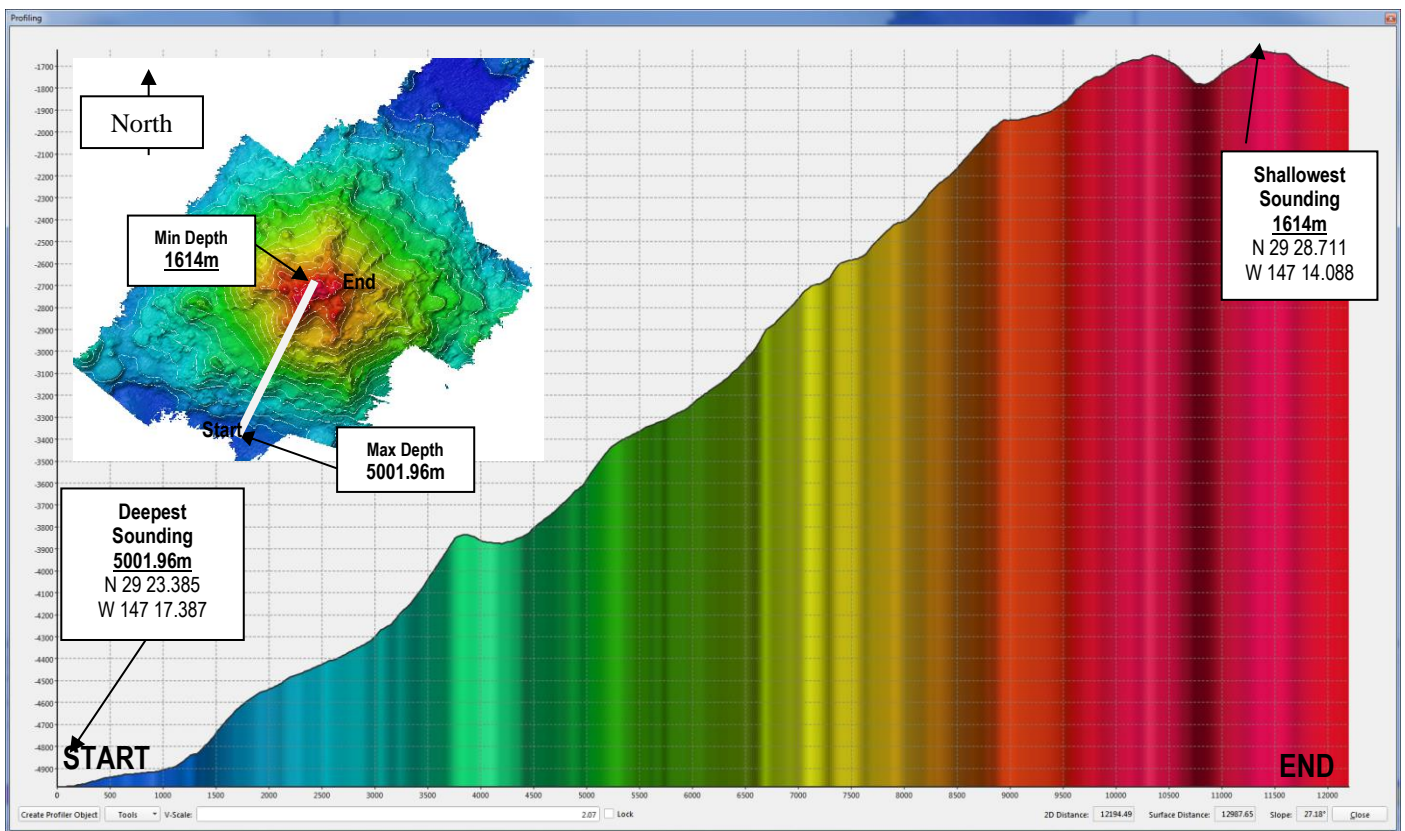 Profiling
-1700
-1800
-1900
-2000
-2100
-2200
-2300
-2400
-2500
-2600
-2700
-2800
-2900
-3000
-3100
-3200
-3300
-3400
-3500
-3600
-3700
-3800
-3900
-4000
-4100
-4200
-4300
-4400
-4500
-4600
-4700
-4800
-4900
North
Min Depth
1614m
End
Start
Max Depth
5001.96m
Shallowest
Sounding
1614m
N 29 28.711
W 147 14.088
Deepest
Sounding
5001.96m
N 29 23.385
W 147 17.387
START
END
0 500 1000 1500 2000 2500 3000 3500 4000 4500 5000 5500 6000 6500 7000 7500 8000 8500 9000 9500 10000 10500 11000 11500 12000
Create Profiler Object Tools V-Scale: 2.07 Lock 2D Distance: 12194.49 Surface Distance: 12987.65 Slope: 27.18° Close